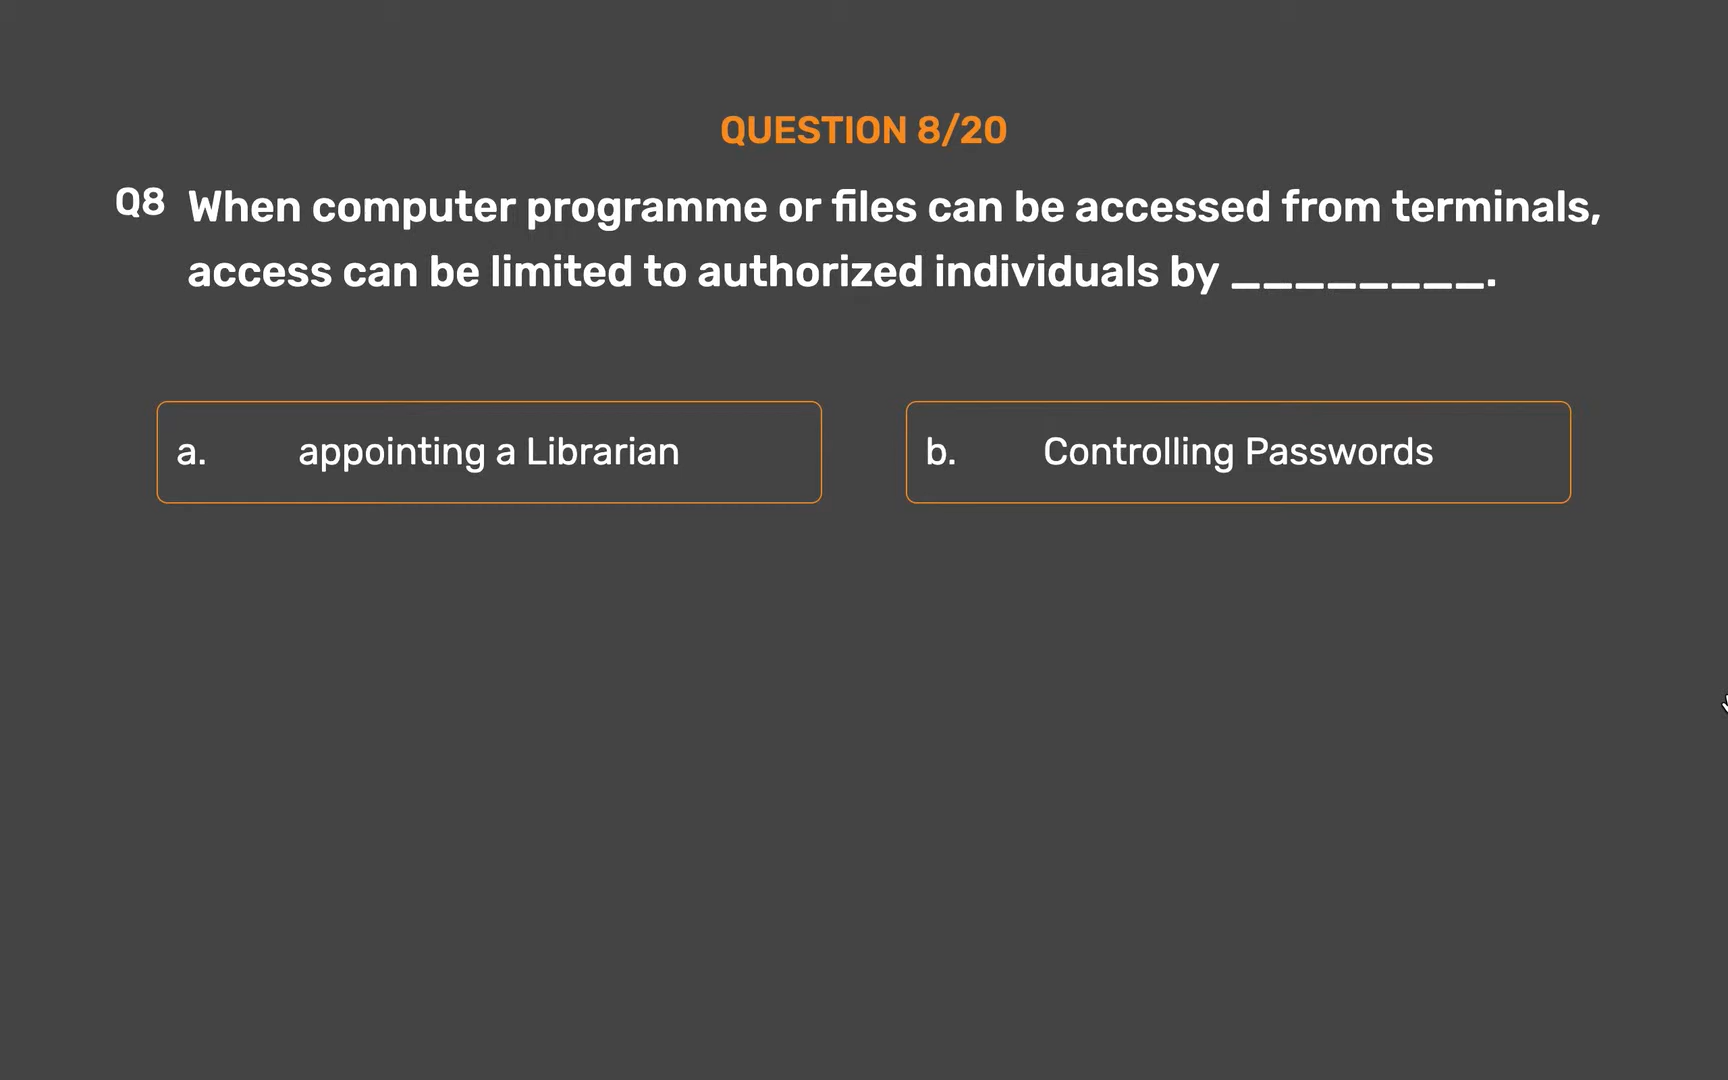 QUESTION 8/20
Q8 When computer programme or files can be accessed from terminals,
access can be limited to authorized individuals by ________.
a. appointing a Librarian
b. Controlling Passwords